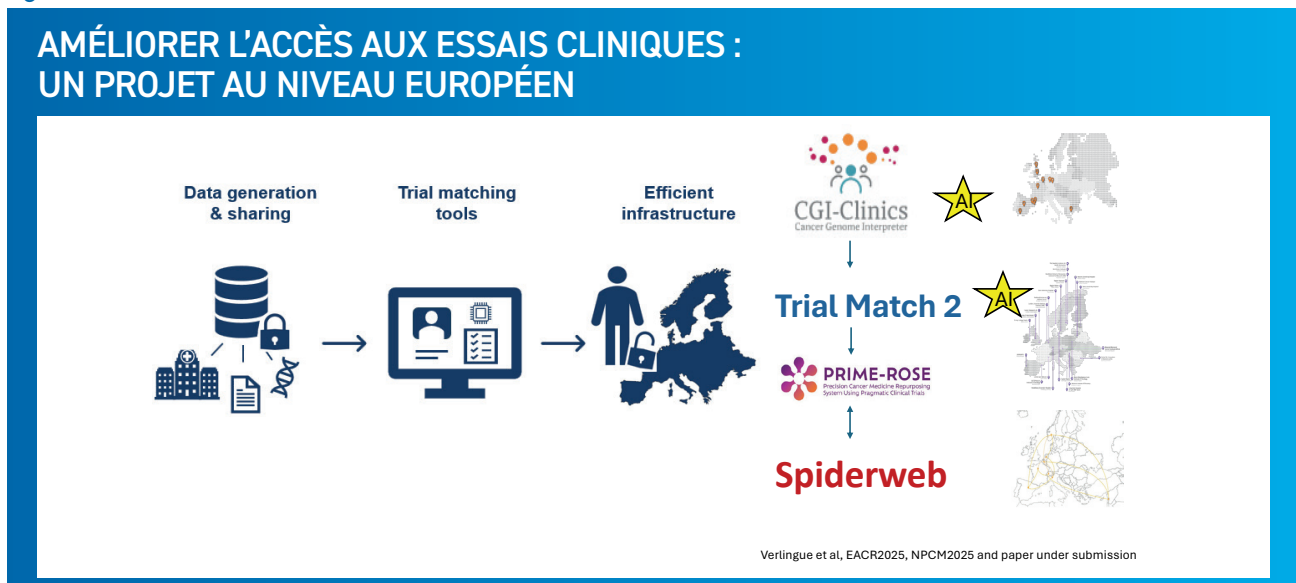 AMÉLIORER L'ACCÈS AUX ESSAIS CLINIQUES :
UN PROJET AU NIVEAU EUROPÉEN
Data generation
& sharing
Trial matching
tools
Efficient
infrastructure
CGI-Clinics
Cancer Genome Interpreter
AI
Trial Match 2
AI
PRIME-ROSE
Precision Cancer Medicine Repurposing
System Using Pragmatic Clinical Trials
Spiderweb
Verlingue et al, EACR2025, NPCM2025 and paper under submission